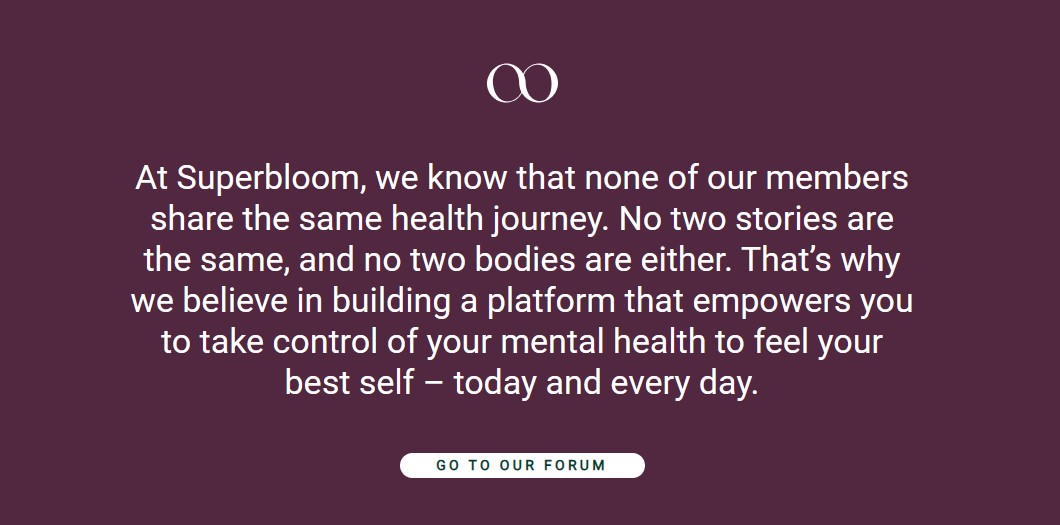 At Superbloom, we know that none of our members
share the same health journey. No two stories are
the same, and no two bodies are either. That’s why
we believe in building a platform that empowers you
to take control of your mental health to feel your
best self – today and every day.
GO TO OUR FORUM